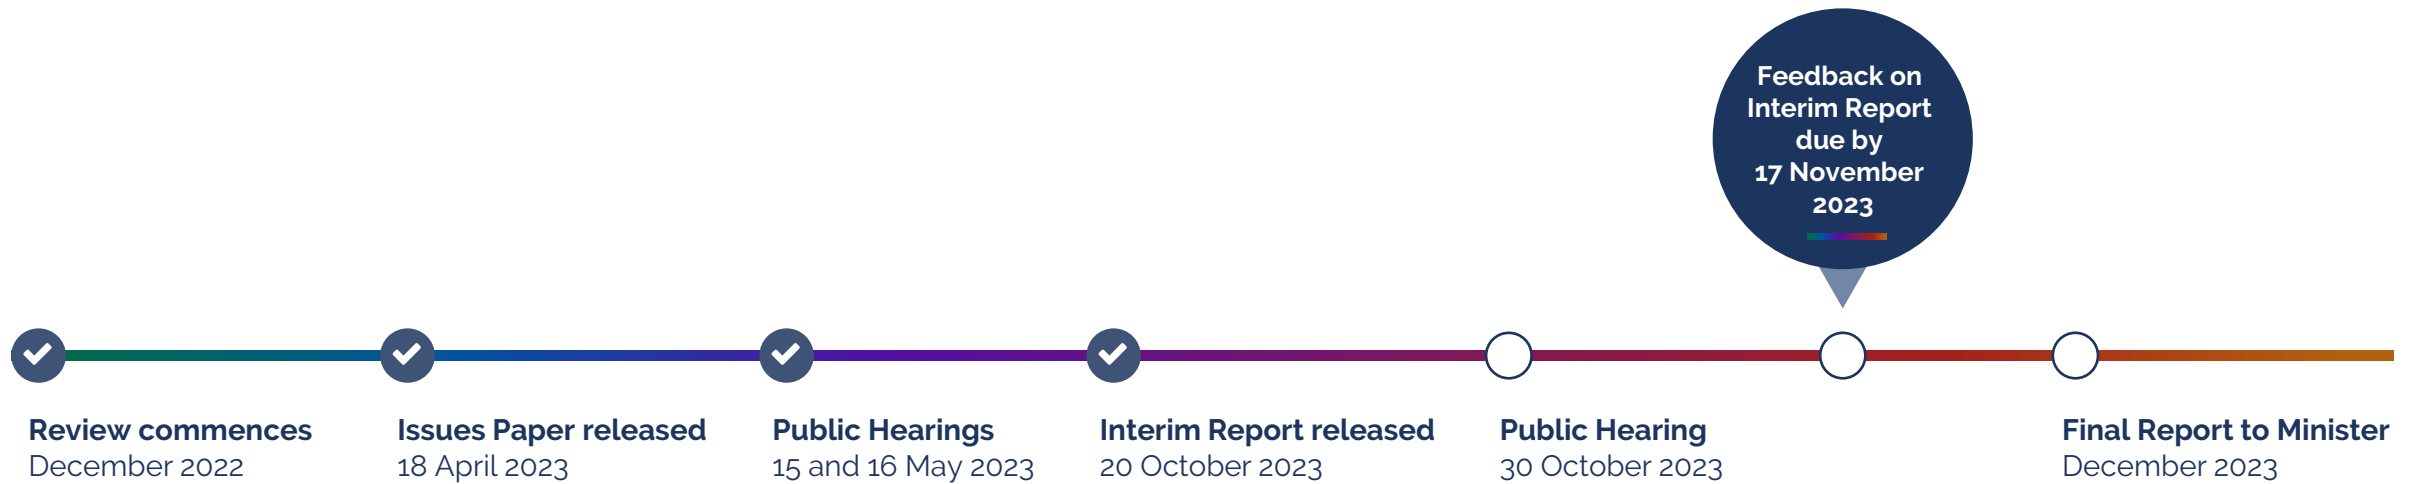 Feedback on
Interim Report
due by
17 November
2023
Review commences
December 2022
Issues Paper released
18 April 2023
Public Hearings
15 and 16 May 2023
Interim Report released
20 October 2023
Public Hearing
30 October 2023
Final Report to Minister
December 2023